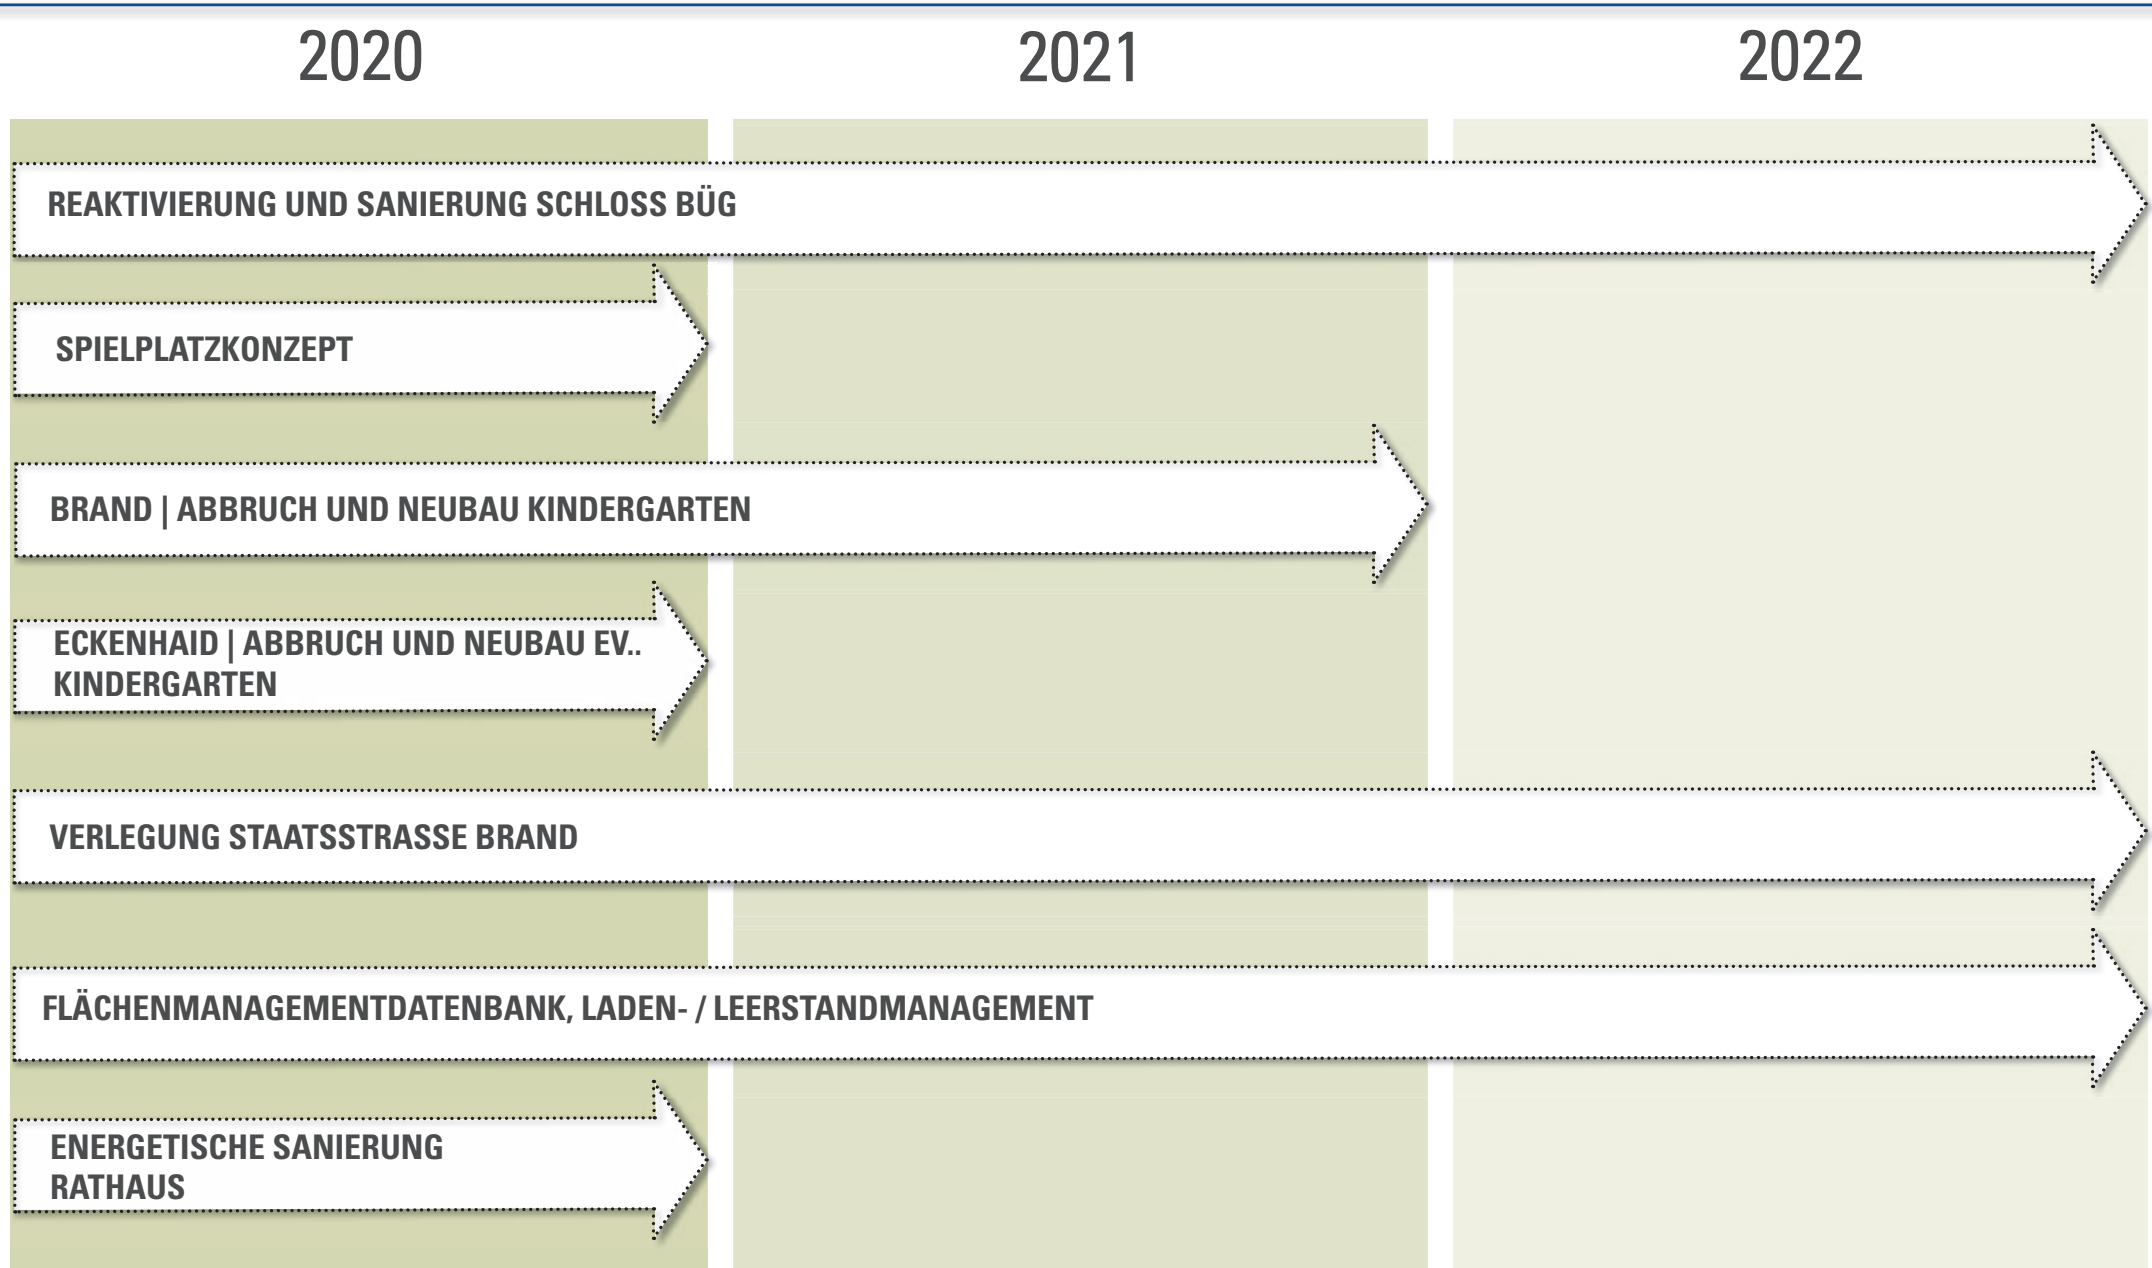 2020
2021
2022
REAKTIVIERUNG UND SANIERUNG SCHLOSS BÜG
SPIELPLATZKONZEPT
BRAND | ABBRUCH UND NEUBAU KINDERGARTEN
ECKENHAID | ABBRUCH UND NEUBAU EV..
KINDERGARTEN
VERLEGUNG STAATSSTRASSE BRAND
FLÄCHENMANAGEMENTDATENBANK, LADEN- / LEERSTANDMANAGEMENT
ENERGETISCHE SANIERUNG
RATHAUS